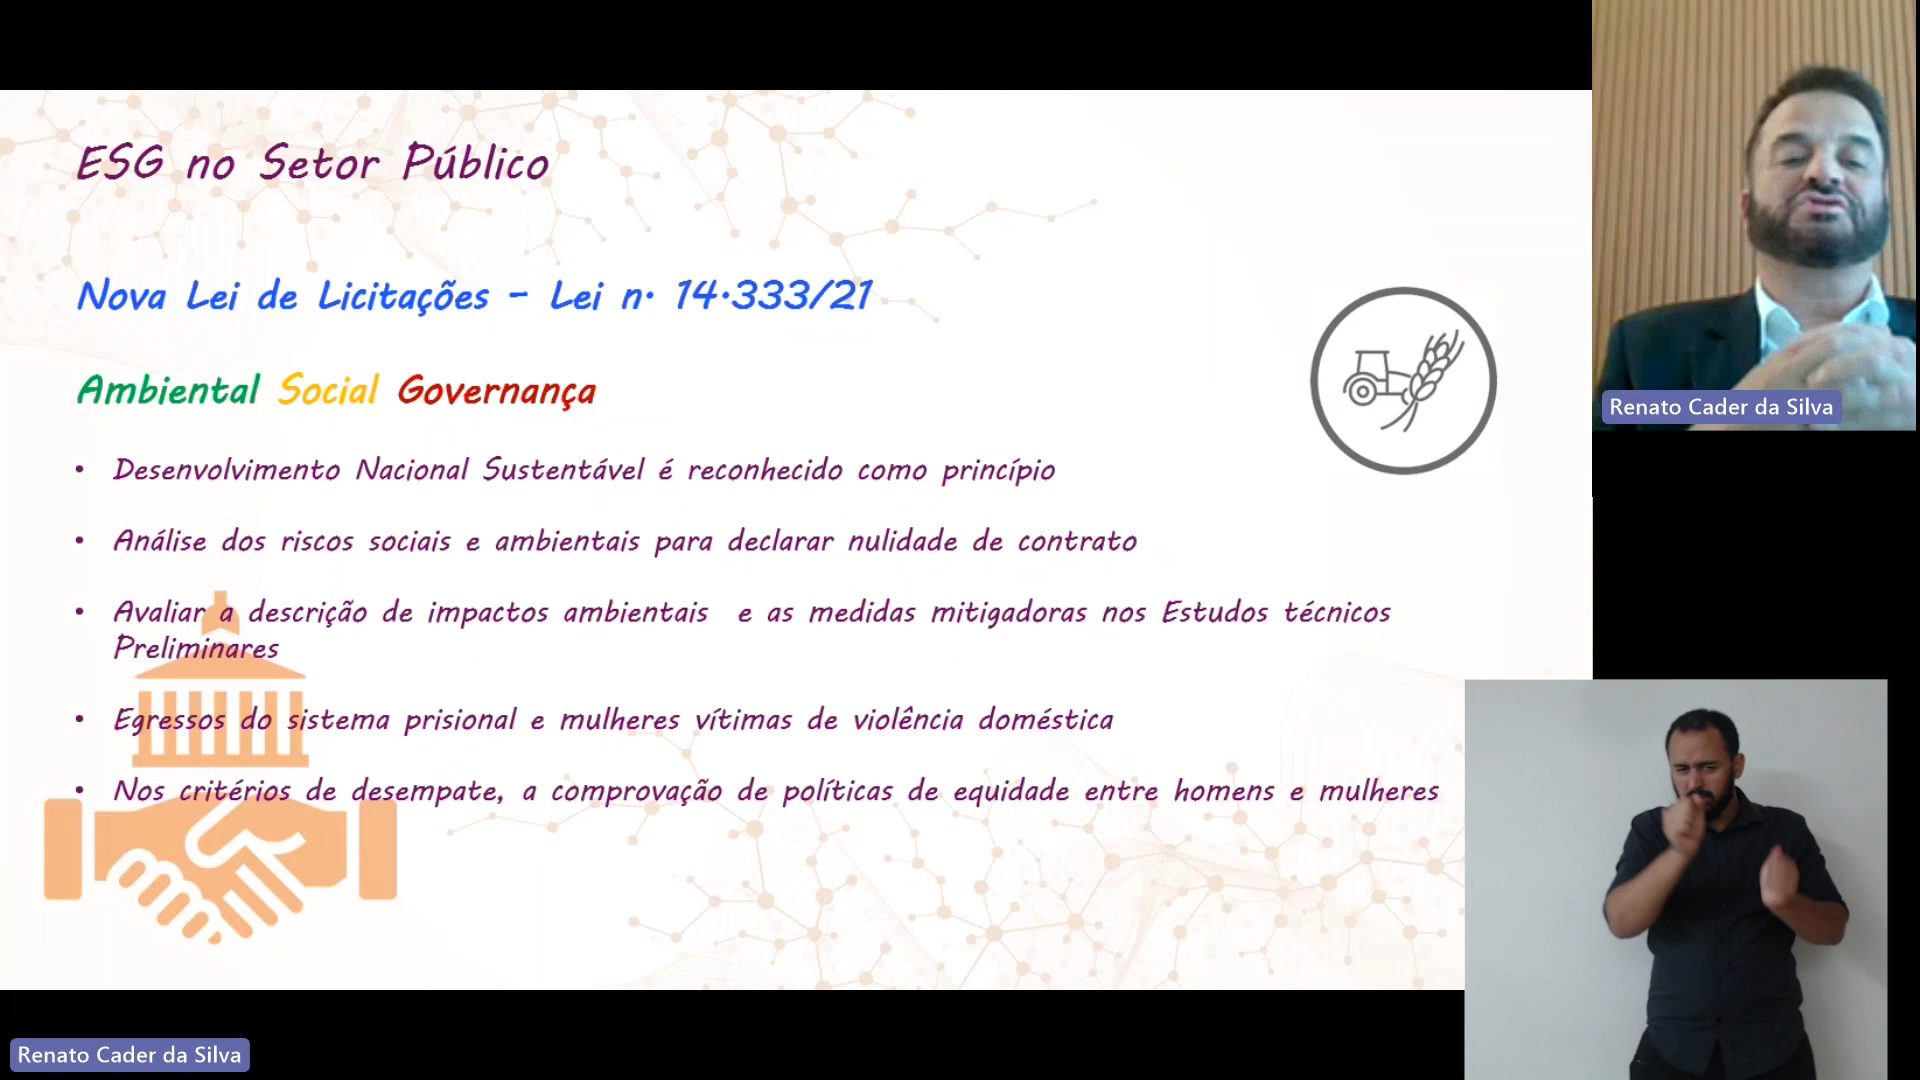 ESG no Setor Público
Nova Lei de Licitações – Lei n. 14.333/21
Ambiental Social Governança
• Desenvolvimento Nacional Sustentável é reconhecido como princípio
• Análise dos riscos sociais e ambientais para declarar nulidade de contrato
• Avaliar a descrição de impactos ambientais e as medidas mitigadoras nos Estudos técnicos
Preliminares
• Egressos do sistema prisional e mulheres vítimas de violência doméstica
• Nos critérios de desempate, a comprovação de políticas de equidade entre homens e mulheres
Renato Cader da Silva
Renato Cader da Silva